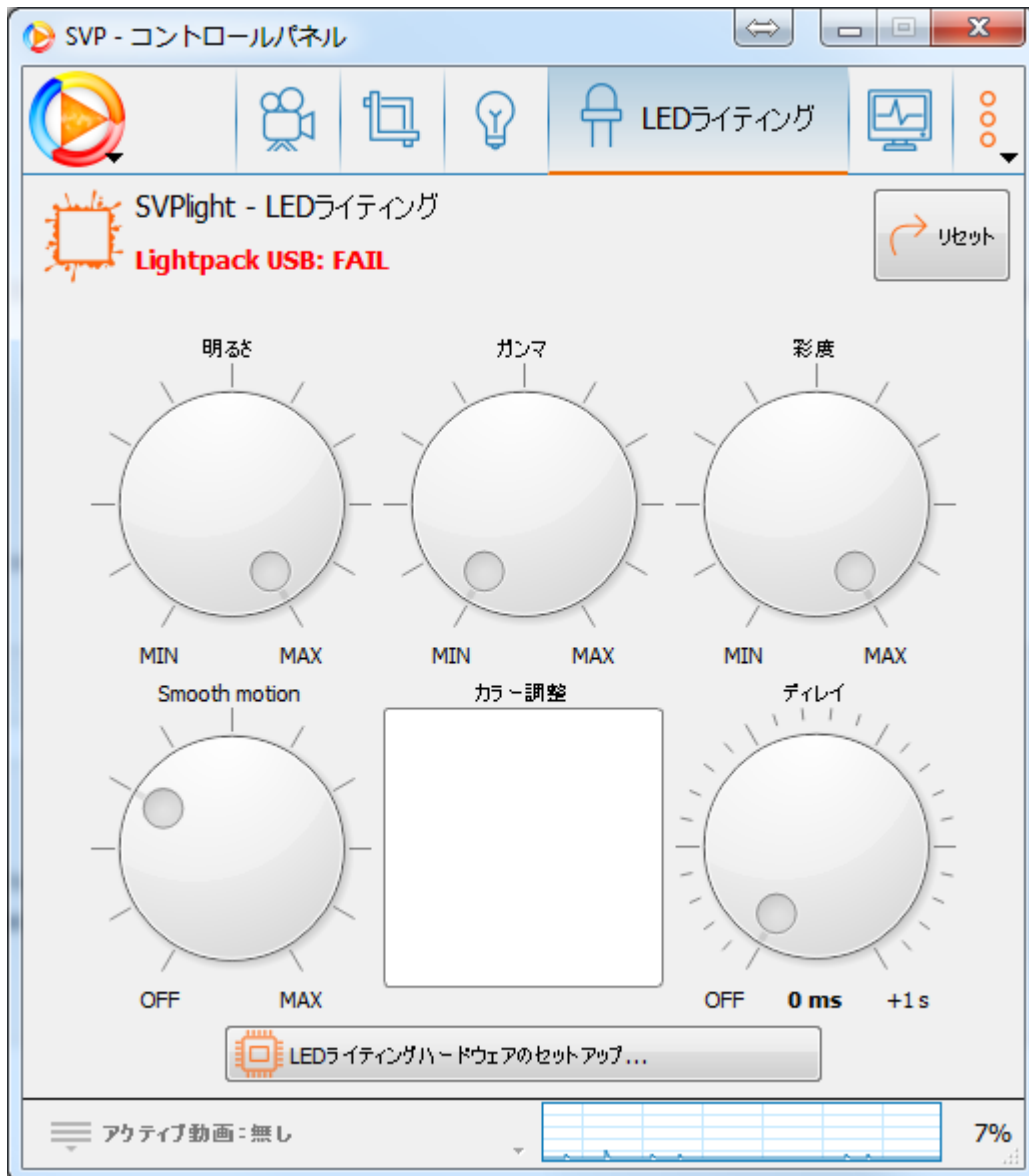 SVP - コントロールパネル
LEDライティング
SVPlight - LEDライティング
Lightpack USB: FAIL
リセット
明るさ
ガンマ
彩度
MIN MAX
MIN MAX
MIN MAX
Smooth motion
カラー調整
ディレイ
OFF MAX
OFF 0 ms +1 s
LEDライティングハードウェアのセットアップ...
アクティブ動画：無し
7%